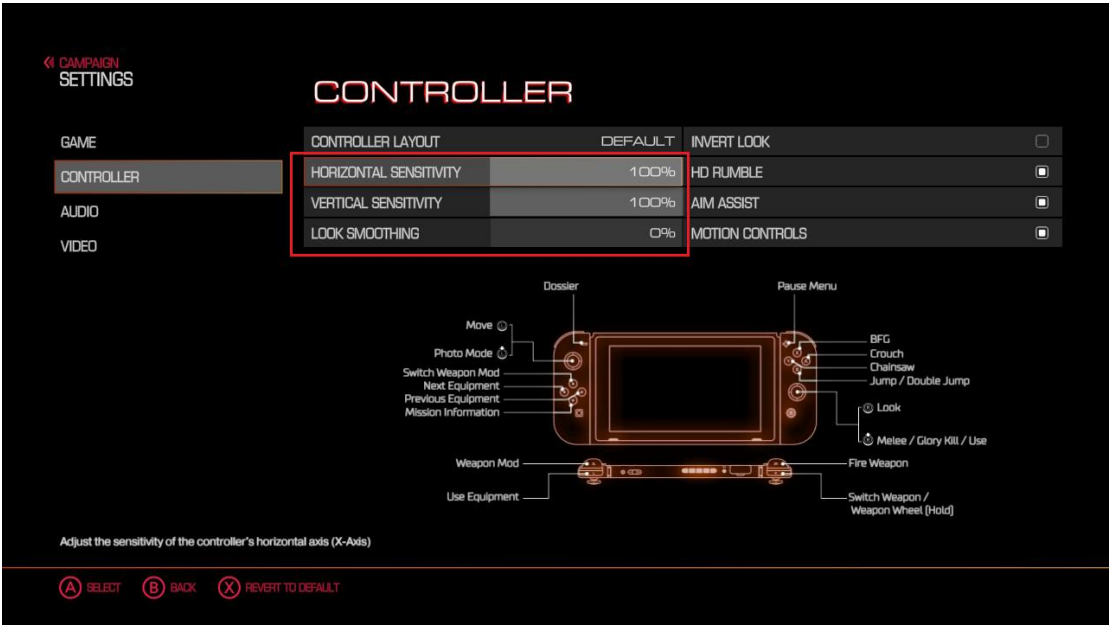 CAMPAIGN
SETTINGS
CONTROLLER
GAME
CONTROLLER
AUDIO
VIDEO
CONTROLLER LAYOUT DEFAULT
HORIZONTAL SENSITIVITY 100%
VERTICAL SENSITIVITY 100%
LOOK SMOOTHING 0%
INVERT LOOK
HD RUMBLE
AIM ASSIST
MOTION CONTROLS
Dossier
Pause Menu
Move
Photo Mode
Switch Weapon Mod
Next Equipment
Previous Equipment
Mission Information
BFG
Crouch
Chainsaw
Jump / Double Jump
Look
Melee / Glory Kill / Use
Weapon Mod
Use Equipment
Fire Weapon
Switch Weapon /
Weapon Wheel [Hold]
Adjust the sensitivity of the controller's horizontal axis (X-Axis)
A SELECT B BACK X REVERT TO DEFAULT